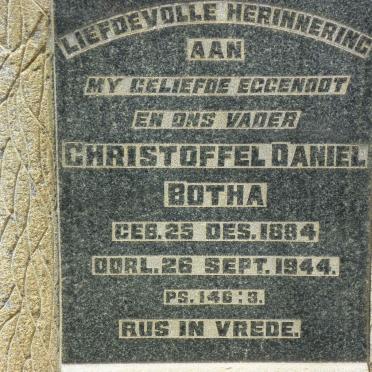 LIEFDEVOLLE HERINNERING
AAN
MY GELIEFDE EGGENOOT
EN ONS VADER
CHRISTOFFEL DANIEL
BOTHA
GEB. 25 DES. 1884
OORL. 26 SEPT. 1944.
PS. 146:3.
RUS IN VREDE.